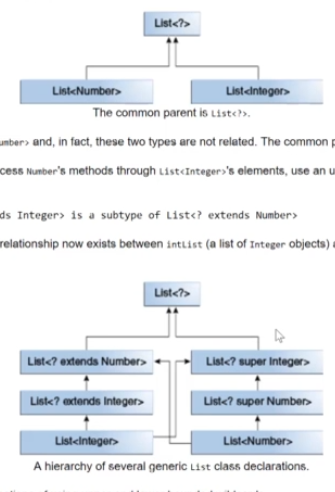 List<?>
List<Number> List<Integer>
The common parent is List<?>.
umber> and, in fact, these two types are not related. The common p
cess Number's methods through List<Integer>'s elements, use an u
ds Integer> is a subtype of List<? extends Number>
relationship now exists between intList (a list of Integer objects) a
List<?>
List<? extends Number> List<? super Integer>
List<? extends Integer> List<? super Number>
List<Integer> List<Number>
A hierarchy of several generic List class declarations.